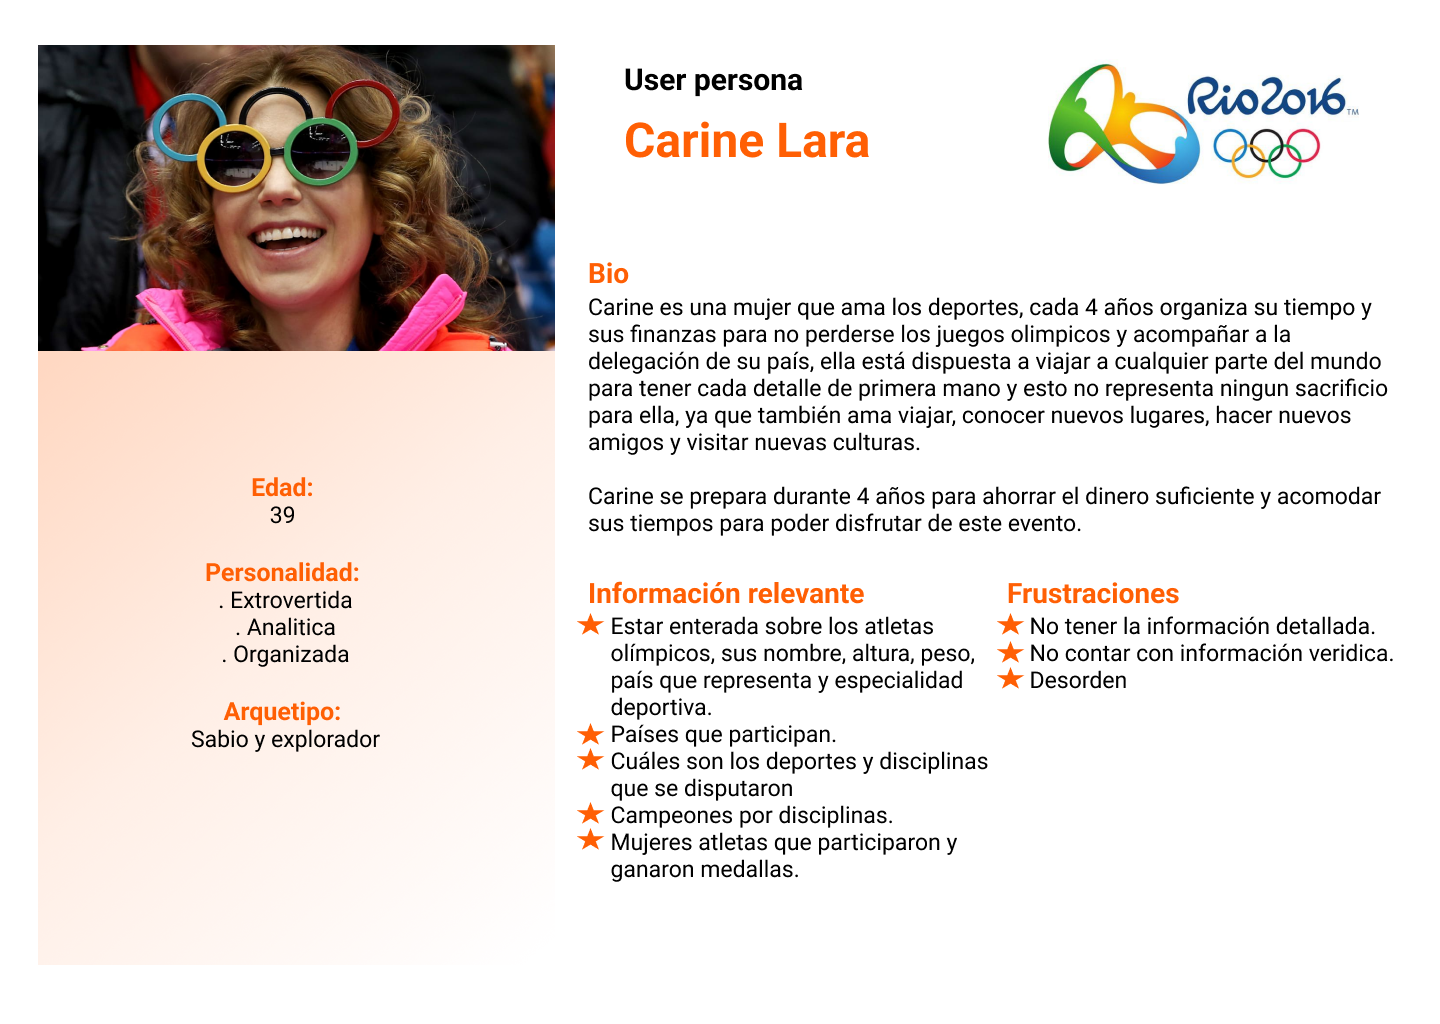 User persona
Carine Lara
Rio2016™
Bio
Carine es una mujer que ama los deportes, cada 4 años organiza su tiempo y
sus finanzas para no perderse los juegos olimpicos y acompañar a la
delegación de su país, ella está dispuesta a viajar a cualquier parte del mundo
para tener cada detalle de primera mano y esto no representa ningun sacrificio
para ella, ya que también ama viajar, conocer nuevos lugares, hacer nuevos
amigos y visitar nuevas culturas.
Carine se prepara durante 4 años para ahorrar el dinero suficiente y acomodar
sus tiempos para poder disfrutar de este evento.
Edad:
39
Personalidad:
. Extrovertida
. Analitica
. Organizada
Arquetipo:
Sabio y explorador
Información relevante
Estar enterada sobre los atletas
olímpicos, sus nombre, altura, peso,
país que representa y especialidad
deportiva.
Países que participan.
Cuáles son los deportes y disciplinas
que se disputaron
Campeones por disciplinas.
Mujeres atletas que participaron y
ganaron medallas.
Frustraciones
No tener la información detallada.
No contar con información veridica.
Desorden